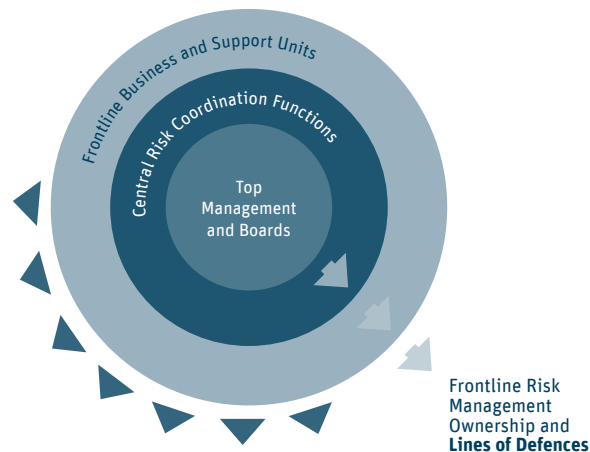 Frontline Business and Support Units
Central Risk Coordination Functions
Top
Management
and Boards
Frontline Risk
Management
Ownership and
Lines of Defences